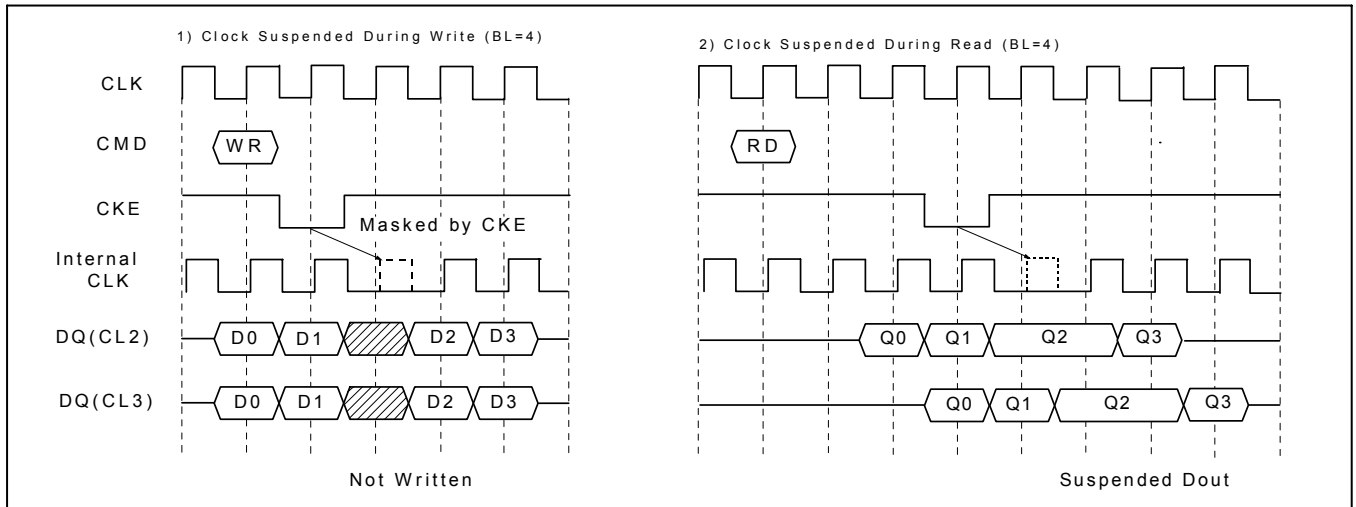 1) Clock Suspended During Write (BL=4)
2) Clock Suspended During Read (BL=4)
CLK
CMD
WR
RD
CKE
Masked by CKE
Internal
CLK
DQ(CL2)
D0 D1 D2 D3
Q0 Q1 Q2 Q3
DQ(CL3)
D0 D1 D2 D3
Q0 Q1 Q2 Q3
Not Written
Suspended Dout